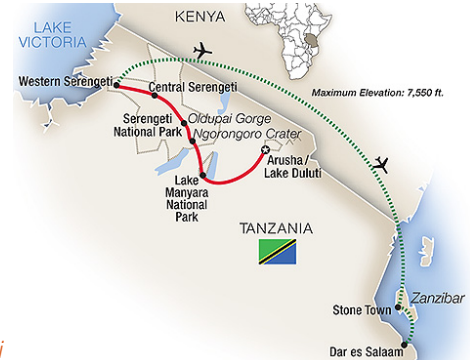 KENYA
LAKE
VICTORIA
Western Serengeti
Central Serengeti
Maximum Elevation: 7,550 ft.
Serengeti
National Park
Oldupai Gorge
Ngorongoro Crater
Arusha /
Lake Duluti
Lake
Manyara
National
Park
TANZANIA
Zanzibar
Stone Town
Dar es Salaam
i